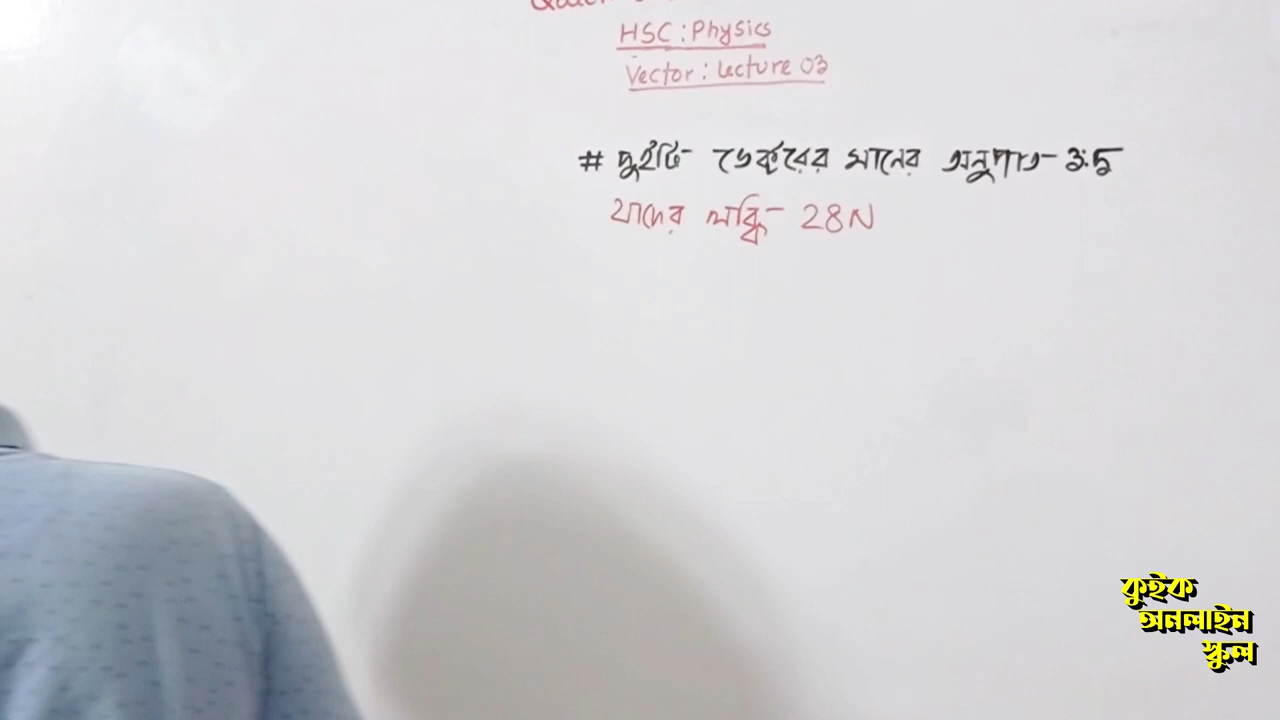 HSC : Physics
Vector : Lecture 03
# দুইটি ভেক্টরের মানের অনুপাত 3:5
যাদের লব্ধি 28N
কুইক
অনলাইন
স্কুল